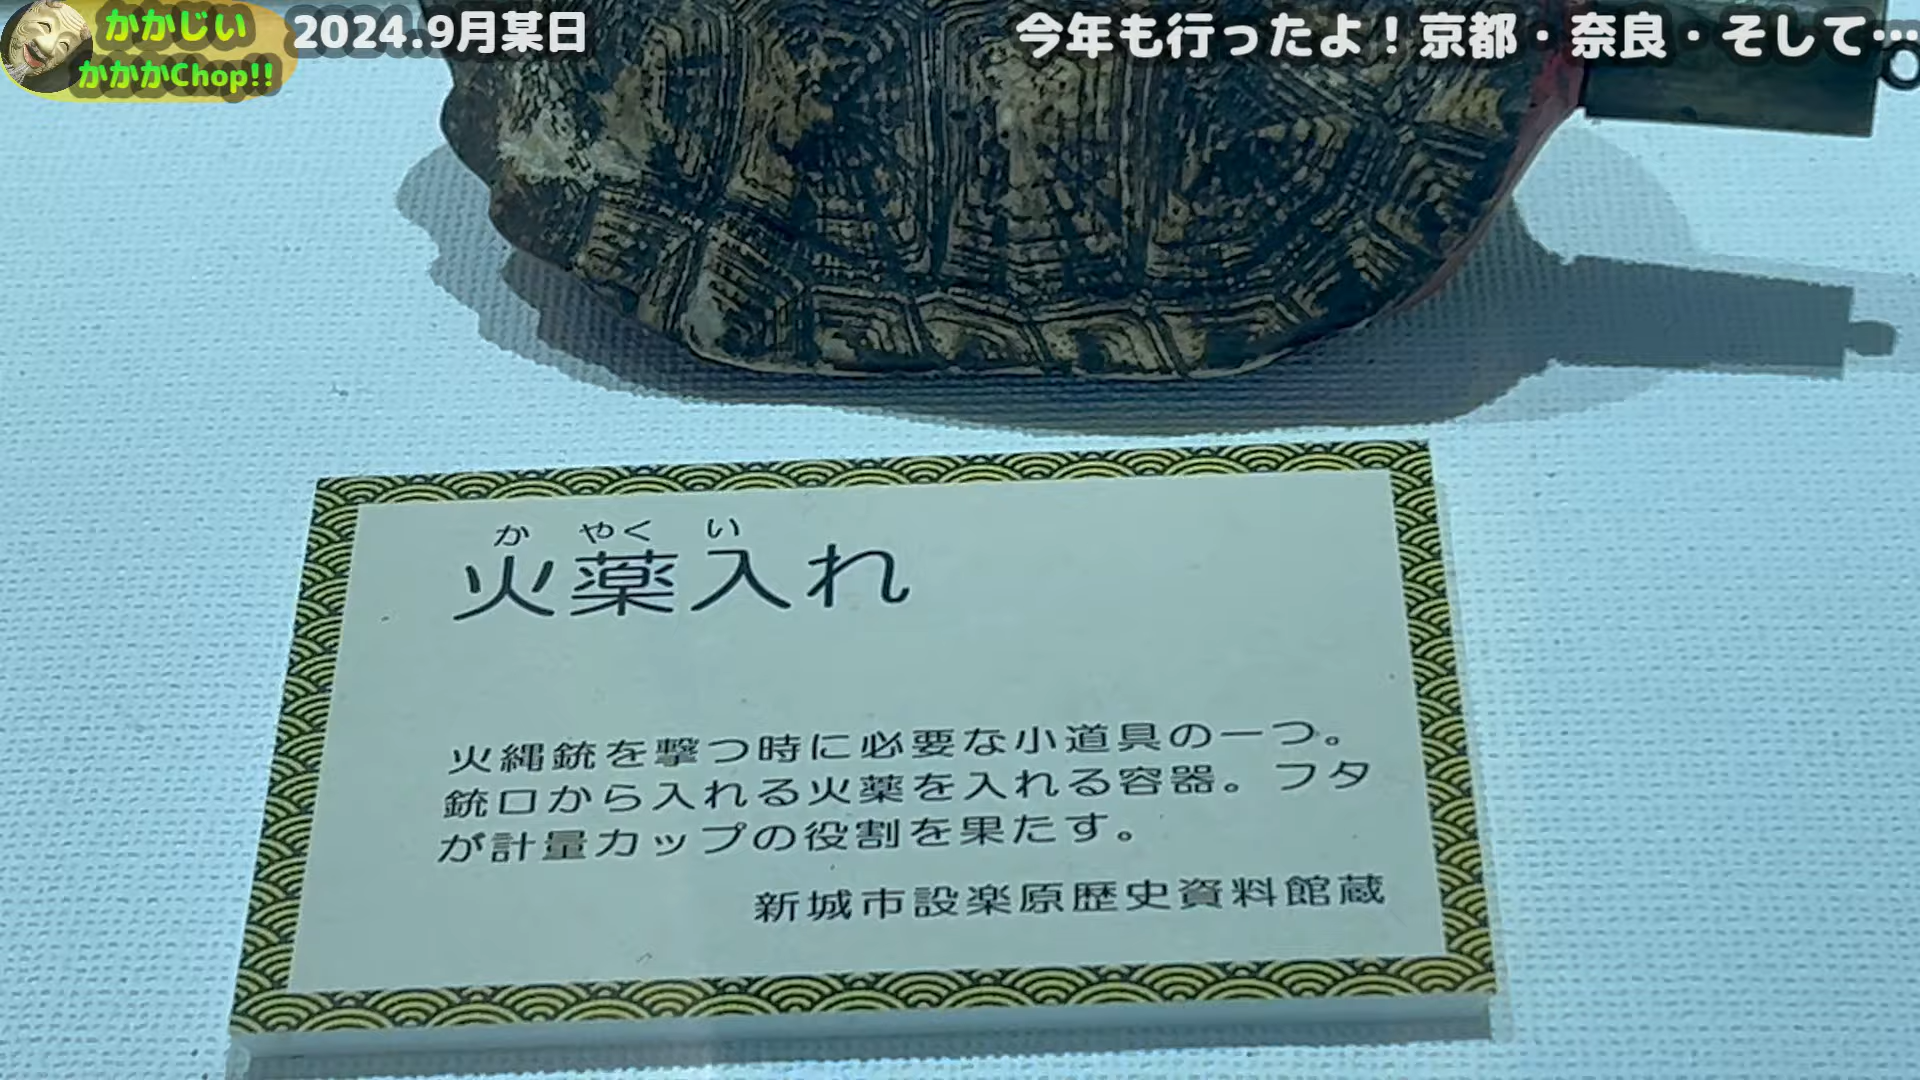 かかじい
かかかChop!!
2024.9月某日
今年も行ったよ！京都・奈良・そして…
か やく い
火薬入れ
火縄銃を撃つ時に必要な小道具の一つ。
銃口から入れる火薬を入れる容器。フタ
が計量カップの役割を果たす。
新城市設楽原歴史資料館蔵